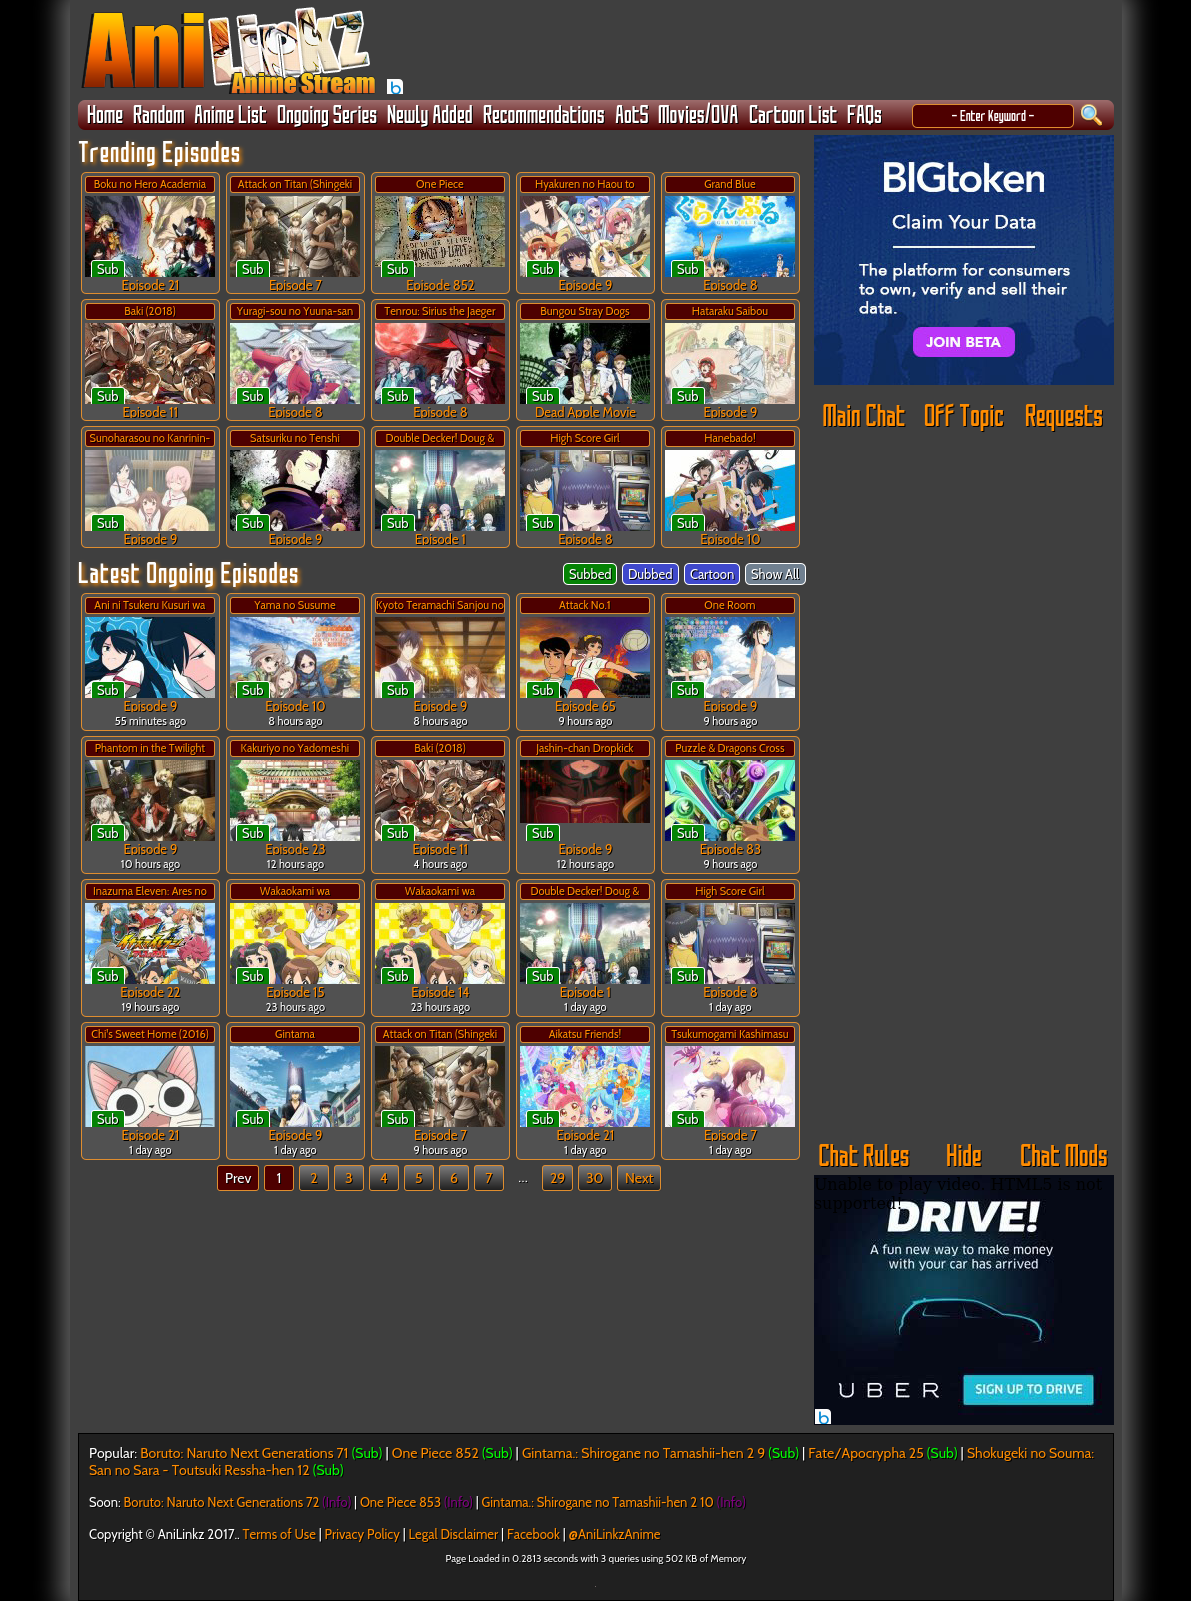 AniLinkz
Anime Stream
Home Random Anime List Ongoing Series Newly Added Recommendations AotS Movies/OVA Cartoon List FAQs
- Enter Keyword -
Trending Episodes
Boku no Hero Academia
Sub
Episode 21
Attack on Titan (Shingeki
Sub
Episode 7
One Piece
Sub
Episode 852
Hyakuren no Haou to
Sub
Episode 9
Grand Blue
ぐらんぶる
Sub
Episode 8
Baki (2018)
Sub
Episode 11
Yuragi-sou no Yuuna-san
Sub
Episode 8
Tenrou: Sirius the Jaeger
Sub
Episode 8
Bungou Stray Dogs
Sub
Dead Apple Movie
Hataraku Saibou
Sub
Episode 9
Sunoharasou no Kanrinin-
Sub
Episode 9
Satsuriku no Tenshi
Sub
Episode 9
Double Decker! Doug &
Sub
Episode 1
High Score Girl
Sub
Episode 8
Hanebado!
Sub
Episode 10
Latest Ongoing Episodes
Subbed Dubbed Cartoon Show All
Ani ni Tsukeru Kusuri wa
Sub
Episode 9
55 minutes ago
Yama no Susume
Sub
Episode 10
8 hours ago
Kyoto Teramachi Sanjou no
Sub
Episode 9
8 hours ago
Attack No.1
Sub
Episode 65
9 hours ago
One Room
Sub
Episode 9
9 hours ago
Phantom in the Twilight
Sub
Episode 9
10 hours ago
Kakuriyo no Yadomeshi
Sub
Episode 23
12 hours ago
Baki (2018)
Sub
Episode 11
4 hours ago
Jashin-chan Dropkick
Sub
Episode 9
12 hours ago
Puzzle & Dragons Cross
Sub
Episode 83
9 hours ago
Inazuma Eleven: Ares no
Sub
Episode 22
19 hours ago
Wakaokami wa
Sub
Episode 15
23 hours ago
Wakaokami wa
Sub
Episode 14
23 hours ago
Double Decker! Doug &
Sub
Episode 1
1 day ago
High Score Girl
Sub
Episode 8
1 day ago
Chi's Sweet Home (2016)
Sub
Episode 21
1 day ago
Gintama
Sub
Episode 9
1 day ago
Attack on Titan (Shingeki
Sub
Episode 7
9 hours ago
Aikatsu Friends!
Sub
Episode 21
1 day ago
Tsukumogami Kashimasu
Sub
Episode 7
1 day ago
Prev 1 2 3 4 5 6 7 ... 29 30 Next
BIGtoken
Claim Your Data
The platform for consumers
to own, verify and sell their
data.
JOIN BETA
Main Chat OFF Topic Requests
Chat Rules Hide Chat Mods
Unable to play video. HTML5 is not
supported!
DRIVE!
A fun new way to make money
with your car has arrived
UBER SIGN UP TO DRIVE
b
Popular: Boruto: Naruto Next Generations 71 (Sub) | One Piece 852 (Sub) | Gintama.: Shirogane no Tamashii-hen 2 9 (Sub) | Fate/Apocrypha 25 (Sub) | Shokugeki no Souma:
San no Sara - Toutsuki Ressha-hen 12 (Sub)
Soon: Boruto: Naruto Next Generations 72 (Info) | One Piece 853 (Info) | Gintama.: Shirogane no Tamashii-hen 2 10 (Info)
Copyright © AniLinkz 2017.. Terms of Use | Privacy Policy | Legal Disclaimer | Facebook | @AniLinkzAnime
Page Loaded in 0.2813 seconds with 3 queries using 502 KB of Memory